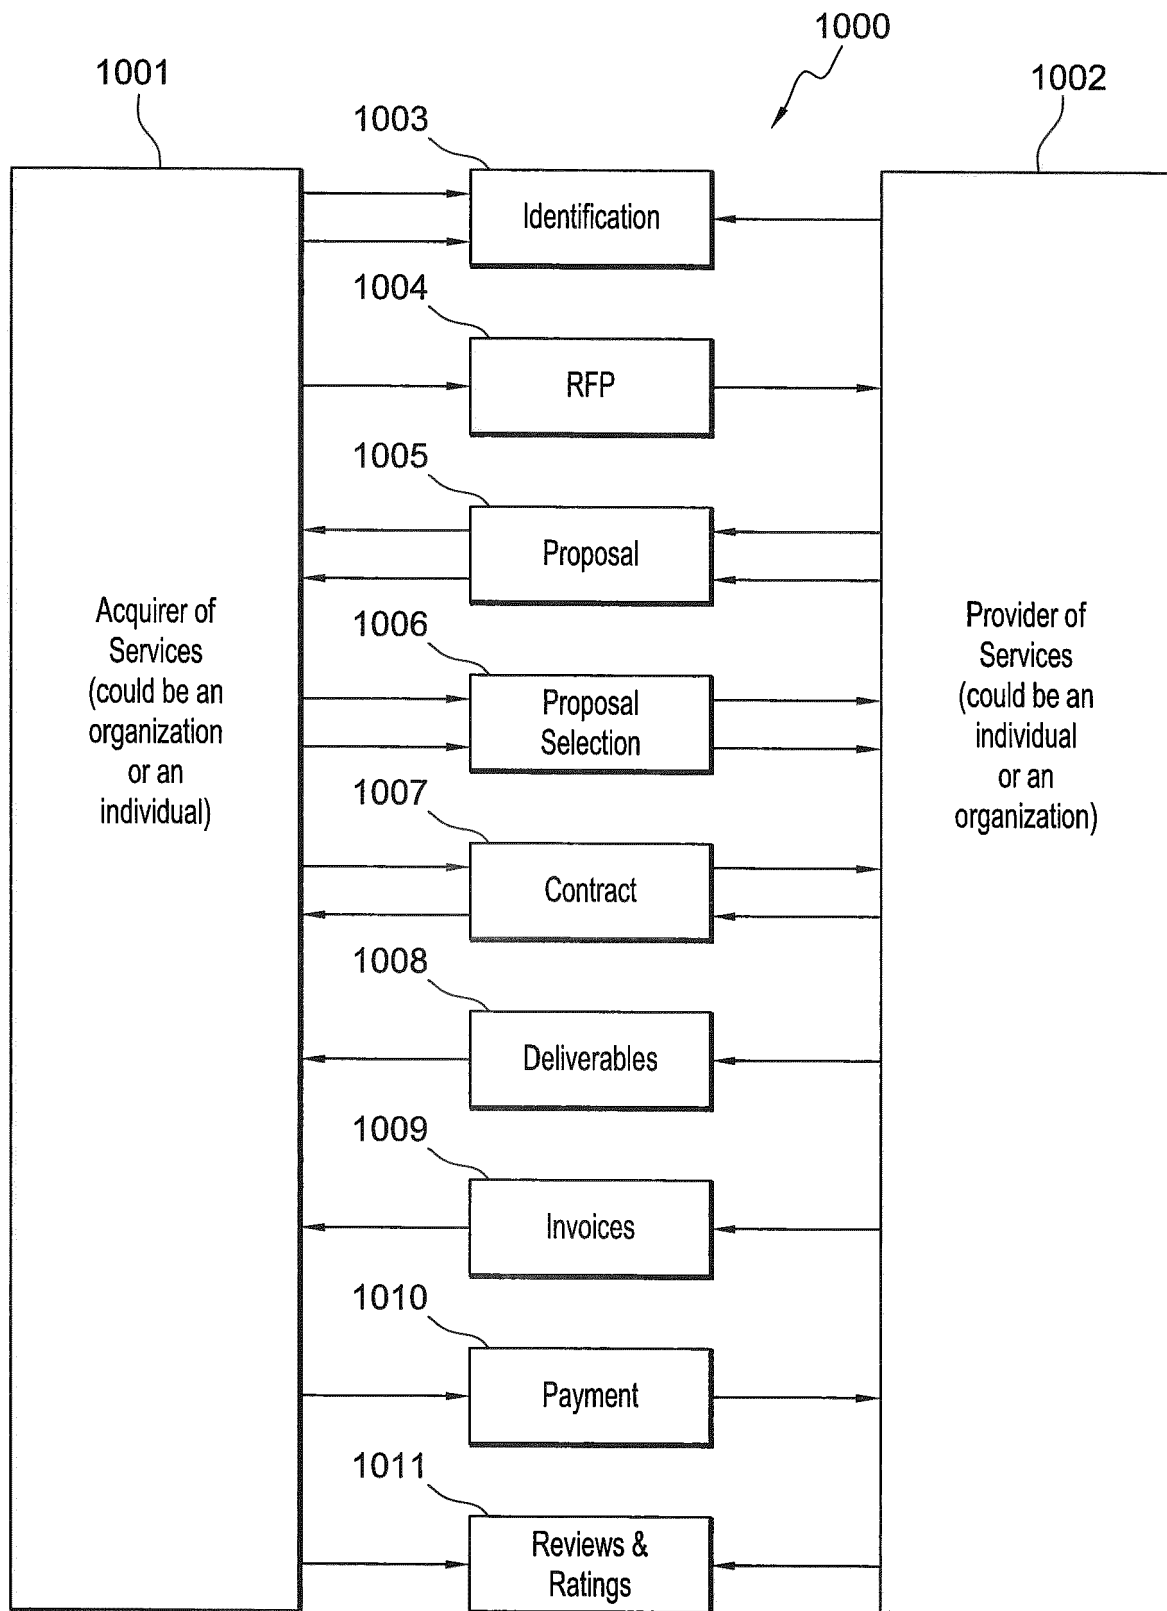 1000
1001
1002
1003
Identification
1004
RFP
1005
Proposal
Acquirer of
Services
(could be an
organization
or an
individual)
Provider of
Services
(could be an
individual
or an
organization)
1006
Proposal
Selection
1007
Contract
1008
Deliverables
1009
Invoices
1010
Payment
1011
Reviews &
Ratings